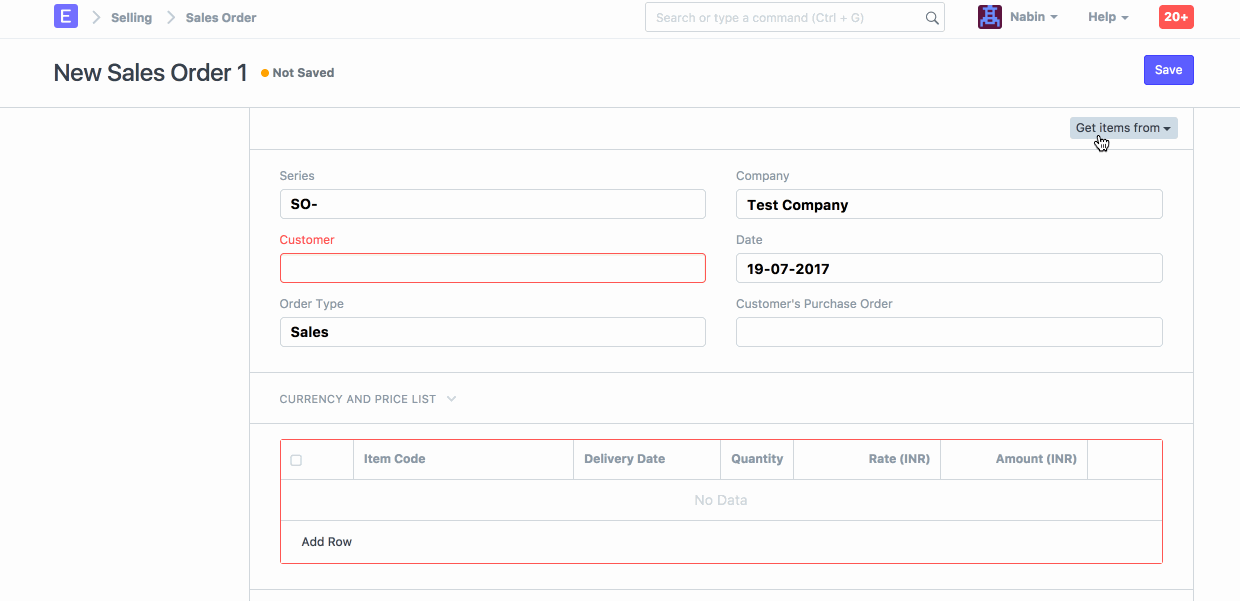 E Selling Sales Order Search or type a command (Ctrl + G) Nabin Help 20+
New Sales Order 1 Not Saved Save
Get items from
Series Company
SO- Test Company
Customer Date
19-07-2017
Order Type Customer's Purchase Order
Sales
CURRENCY AND PRICE LIST
Item Code Delivery Date Quantity Rate (INR) Amount (INR)
No Data
Add Row